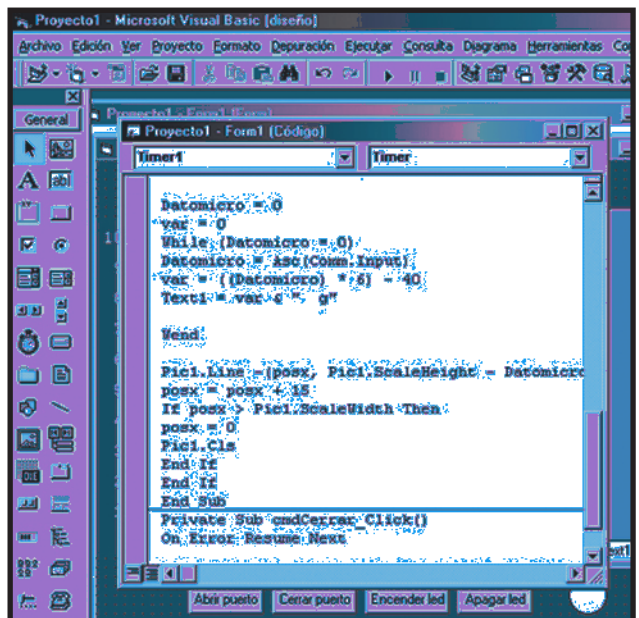 Proyecto1 - Microsoft Visual Basic [diseño]
Archivo Edición Ver Proyecto Formato Depuración Ejecutar Consulta Diagrama Herramientas
General
Proyecto1 - Form1 (Form)
Proyecto1 - Form1 (Código)
Timer1 Timer
Datomicro = 0
var = 0
While (Datomicro = 0)
Datomicro = Asc(Comm.Input)
var = ((Datomicro) * 6) - 40
Text1 = var & ". g"
Wend
Pic1.Line -(posx, Pic1.ScaleHeight - Datomicro
posx = posx + 15
If posx > Pic1.ScaleWidth Then
posx = 0
Pic1.Cls
End If
End If
End Sub
Private Sub cmdCerrar_Click()
On Error Resume Next
Abrir puerto Cerrar puerto Encender led Apagar led